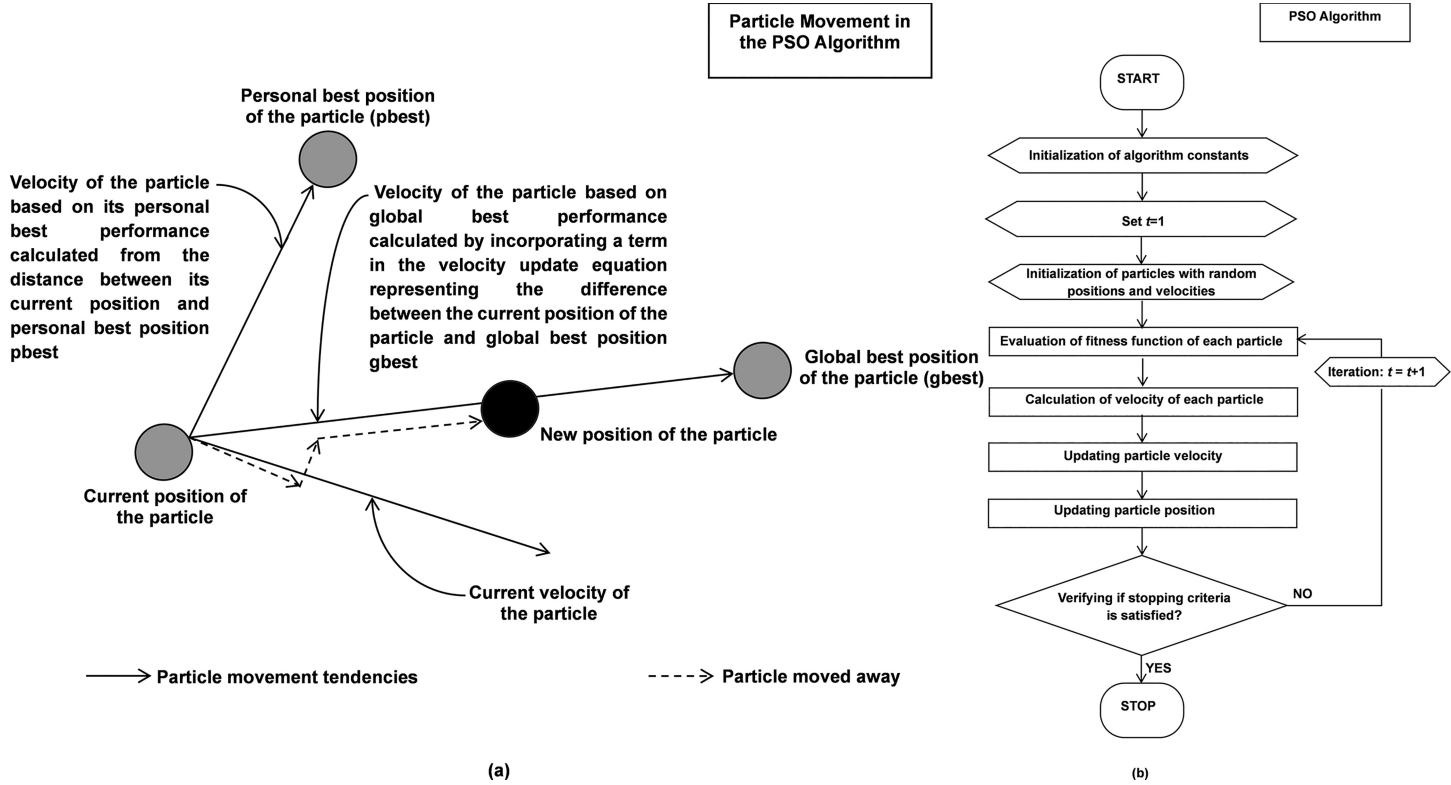 Particle Movement in
the PSO Algorithm
Personal best position
of the particle (pbest)
Velocity of the particle
based on its personal
best performance
calculated from the
distance between its
current position and
personal best position
pbest
Velocity of the particle based on
global best performance
calculated by incorporating a term
in the velocity update equation
representing the difference
between the current position of the
particle and global best position
gbest
Global best position
of the particle (gbest)
New position of the particle
Current position of
the particle
Current velocity of
the particle
Particle movement tendencies
Particle moved away
(a)
PSO Algorithm
START
Initialization of algorithm constants
Set t=1
Initialization of particles with random
positions and velocities
Evaluation of fitness function of each particle
Iteration: t = t+1
Calculation of velocity of each particle
Updating particle velocity
Updating particle position
Verifying if stopping criteria
is satisfied?
NO
YES
STOP
(b)